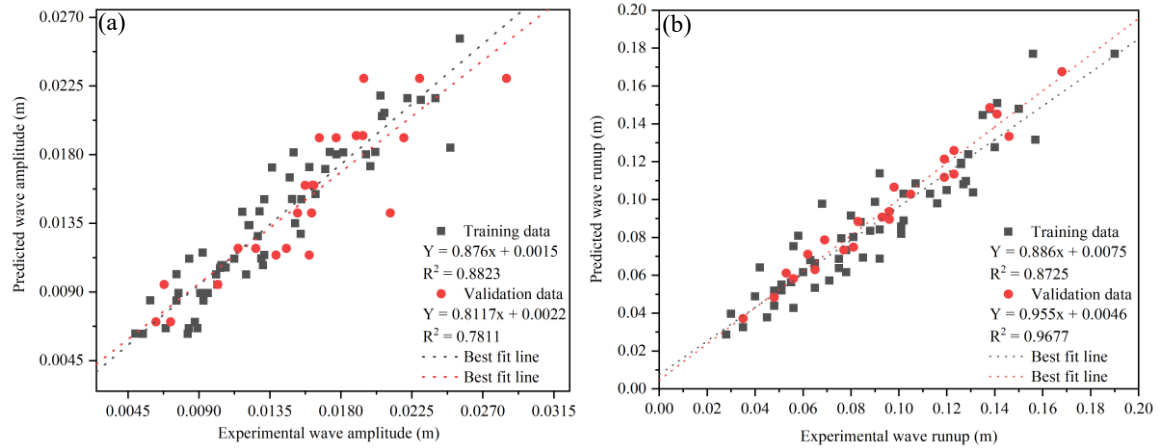 (a)
0.0270
0.0225
0.0180
0.0135
0.0090
0.0045
Predicted wave amplitude (m)
Training data
Y = 0.876x + 0.0015
R² = 0.8823
Validation data
Y = 0.8117x + 0.0022
R² = 0.7811
Best fit line
Best fit line
0.0045 0.0090 0.0135 0.0180 0.0225 0.0270 0.0315
Experimental wave amplitude (m)
(b)
0.20
0.18
0.16
0.14
0.12
0.10
0.08
0.06
0.04
0.02
0.00
Predicted wave runup (m)
Training data
Y = 0.886x + 0.0075
R² = 0.8725
Validation data
Y = 0.955x + 0.0046
R² = 0.9677
Best fit line
Best fit line
0.00 0.02 0.04 0.06 0.08 0.10 0.12 0.14 0.16 0.18 0.20
Experimental wave runup (m)